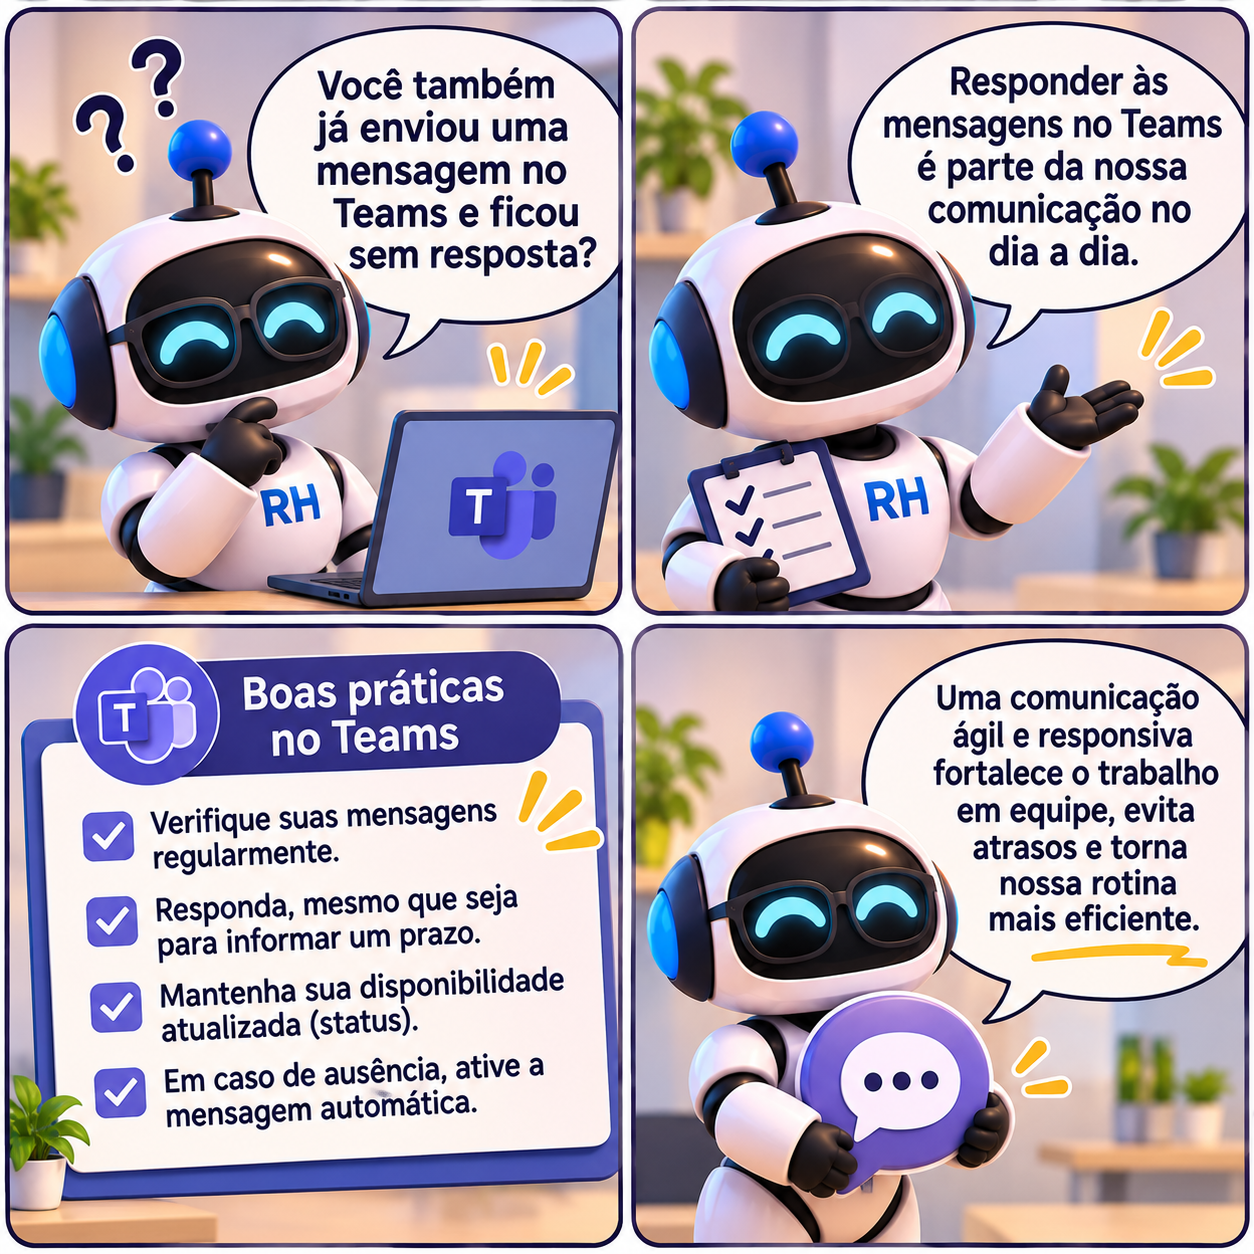 ? ?
Você também
já enviou uma
mensagem no
Teams e ficou
sem resposta?
RH
T
Responder às
mensagens no Teams
é parte da nossa
comunicação no
dia a dia.
RH
T
Boas práticas
no Teams
Verifique suas mensagens
regularmente.
Responda, mesmo que seja
para informar um prazo.
Mantenha sua disponibilidade
atualizada (status).
Em caso de ausência, ative a
mensagem automática.
Uma comunicação
ágil e responsiva
fortalece o trabalho
em equipe, evita
atrasos e torna
nossa rotina
mais eficiente.